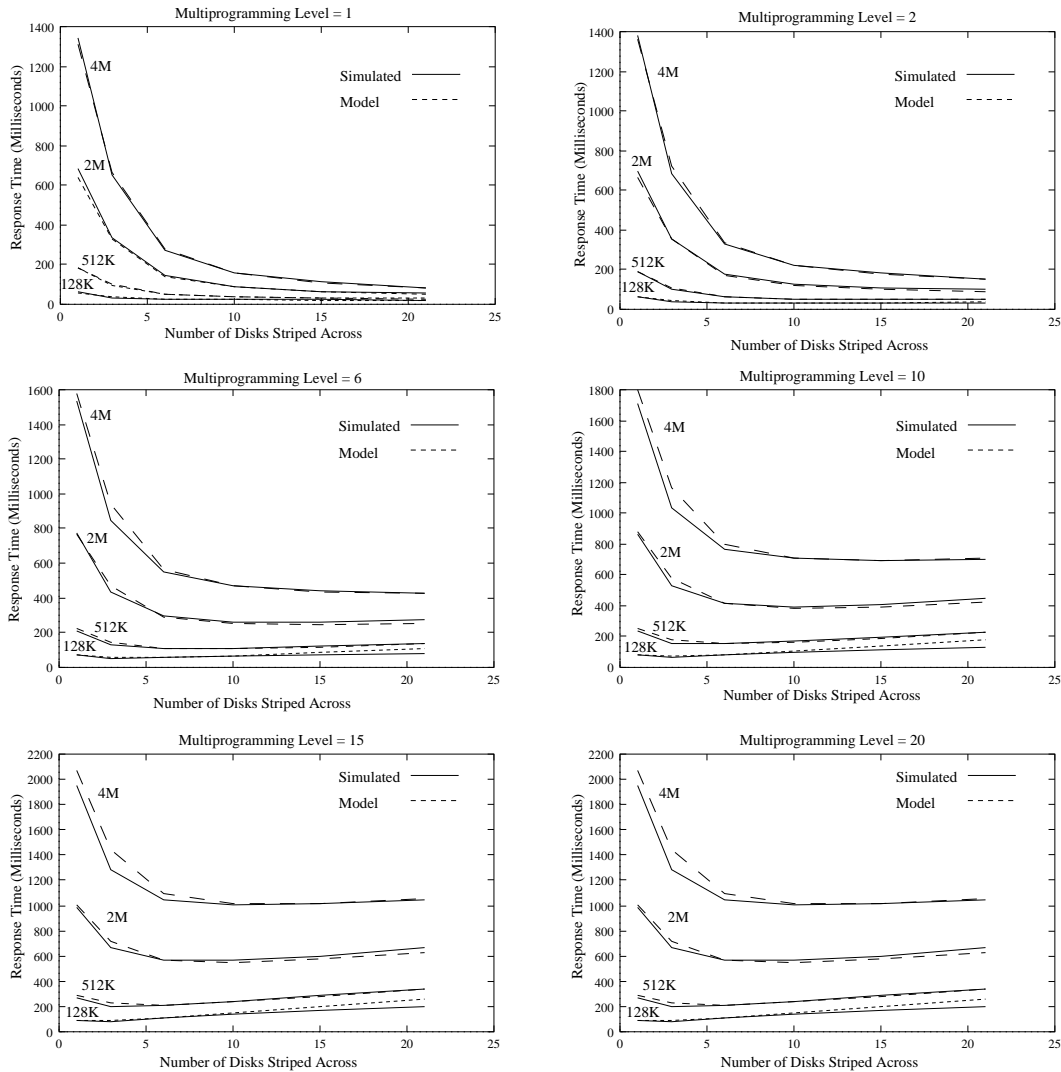 Multiprogramming Level = 1
Response Time (Milliseconds)
1400
1200
1000
800
600
400
200
0
4M
2M
512K
128K
Simulated
Model
0
5
10
15
20
25
Number of Disks Striped Across
Multiprogramming Level = 2
Response Time (Milliseconds)
1400
1200
1000
800
600
400
200
0
4M
2M
512K
128K
Simulated
Model
0
5
10
15
20
25
Number of Disks Striped Across
Multiprogramming Level = 6
Response Time (Milliseconds)
1600
1400
1200
1000
800
600
400
200
0
4M
2M
512K
128K
Simulated
Model
0
5
10
15
20
25
Number of Disks Striped Across
Multiprogramming Level = 10
Response Time (Milliseconds)
1800
1600
1400
1200
1000
800
600
400
200
0
4M
2M
512K
128K
Simulated
Model
0
5
10
15
20
25
Number of Disks Striped Across
Multiprogramming Level = 15
Response Time (Milliseconds)
2200
2000
1800
1600
1400
1200
1000
800
600
400
200
0
4M
2M
512K
128K
Simulated
Model
0
5
10
15
20
25
Number of Disks Striped Across
Multiprogramming Level = 20
Response Time (Milliseconds)
2200
2000
1800
1600
1400
1200
1000
800
600
400
200
0
4M
2M
512K
128K
Simulated
Model
0
5
10
15
20
25
Number of Disks Striped Across